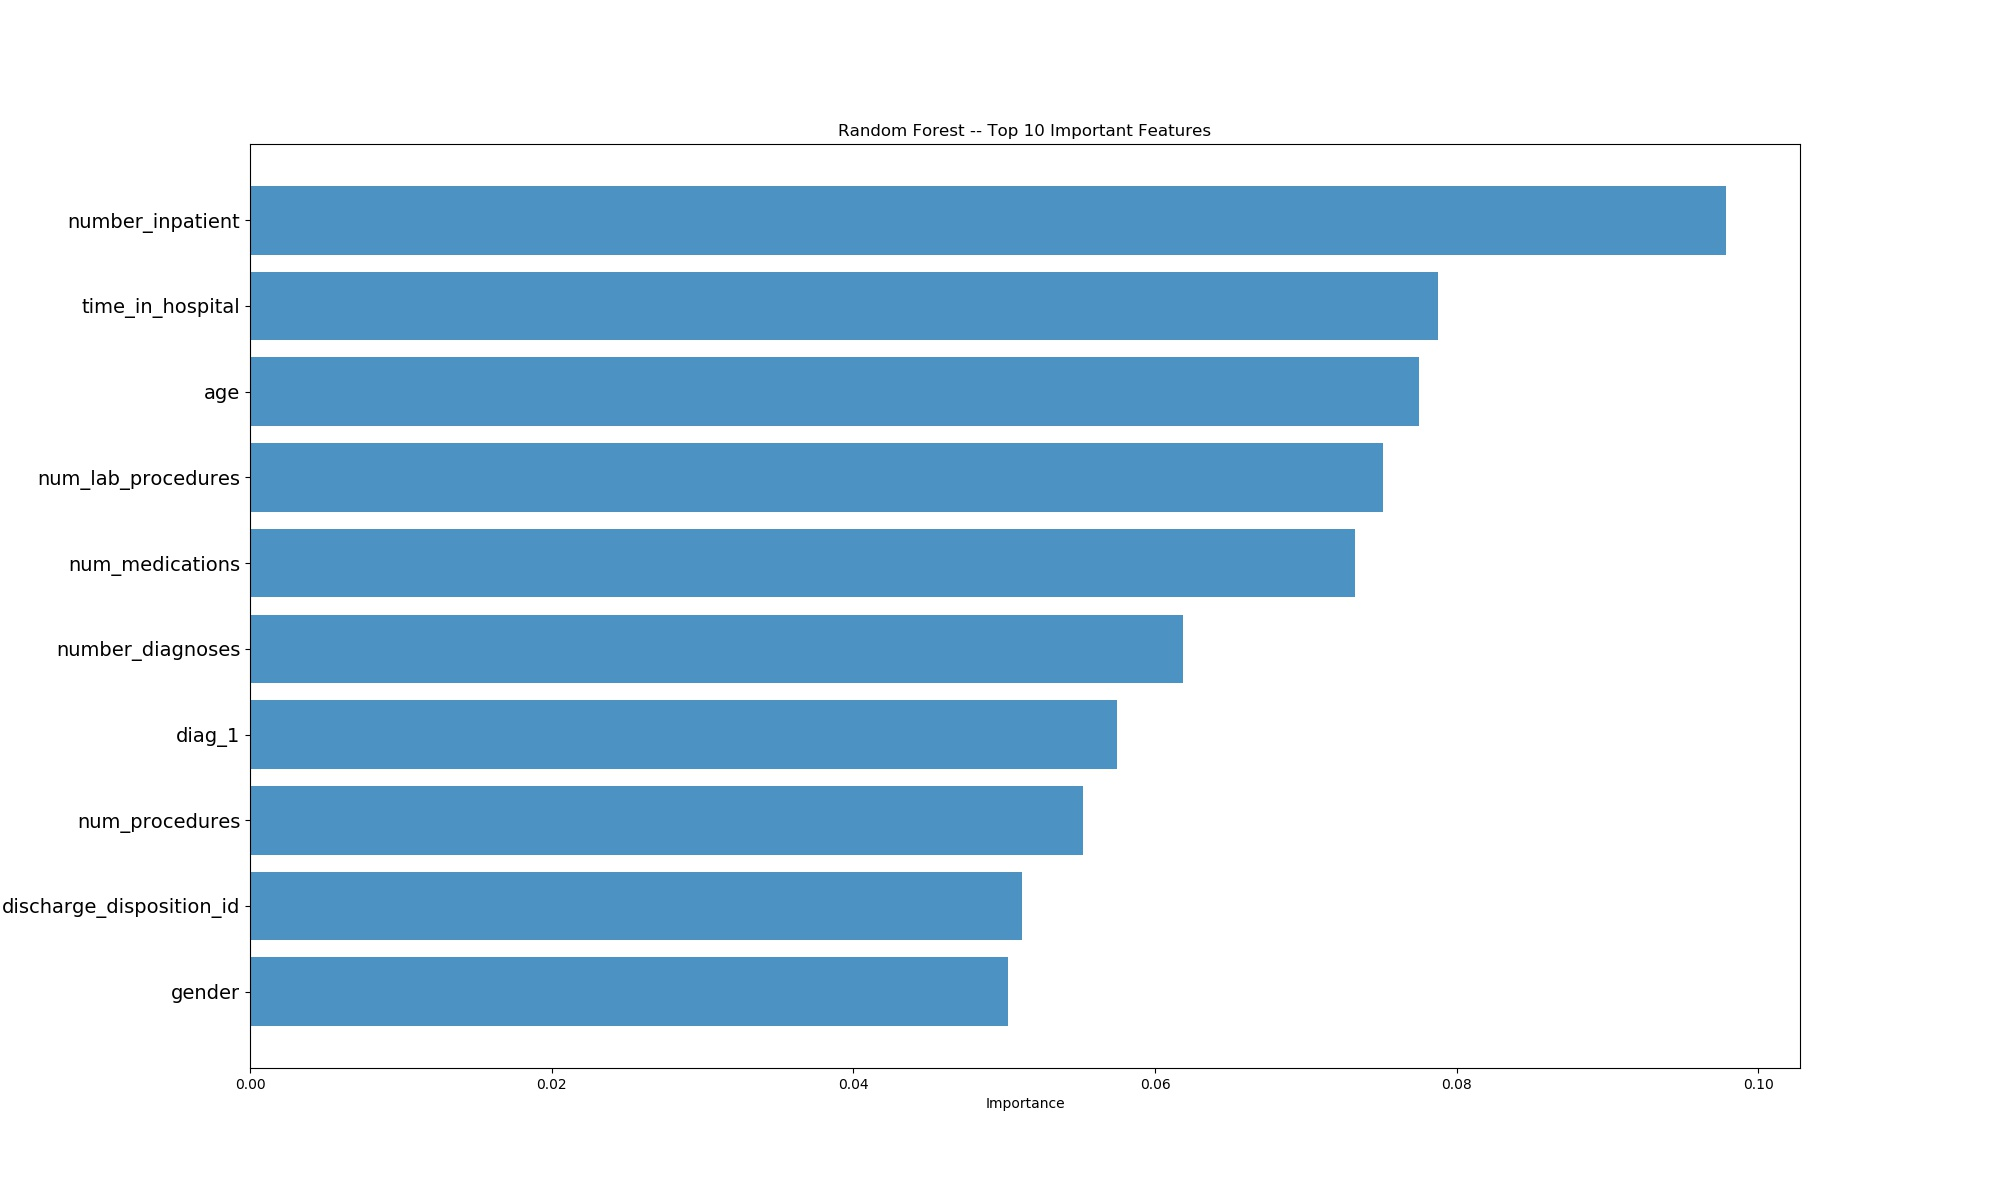 Random Forest -- Top 10 Important Features
number_inpatient
time_in_hospital
age
num_lab_procedures
num_medications
number_diagnoses
diag_1
num_procedures
discharge_disposition_id
gender
0.00 0.02 0.04 0.06 0.08 0.10
Importance